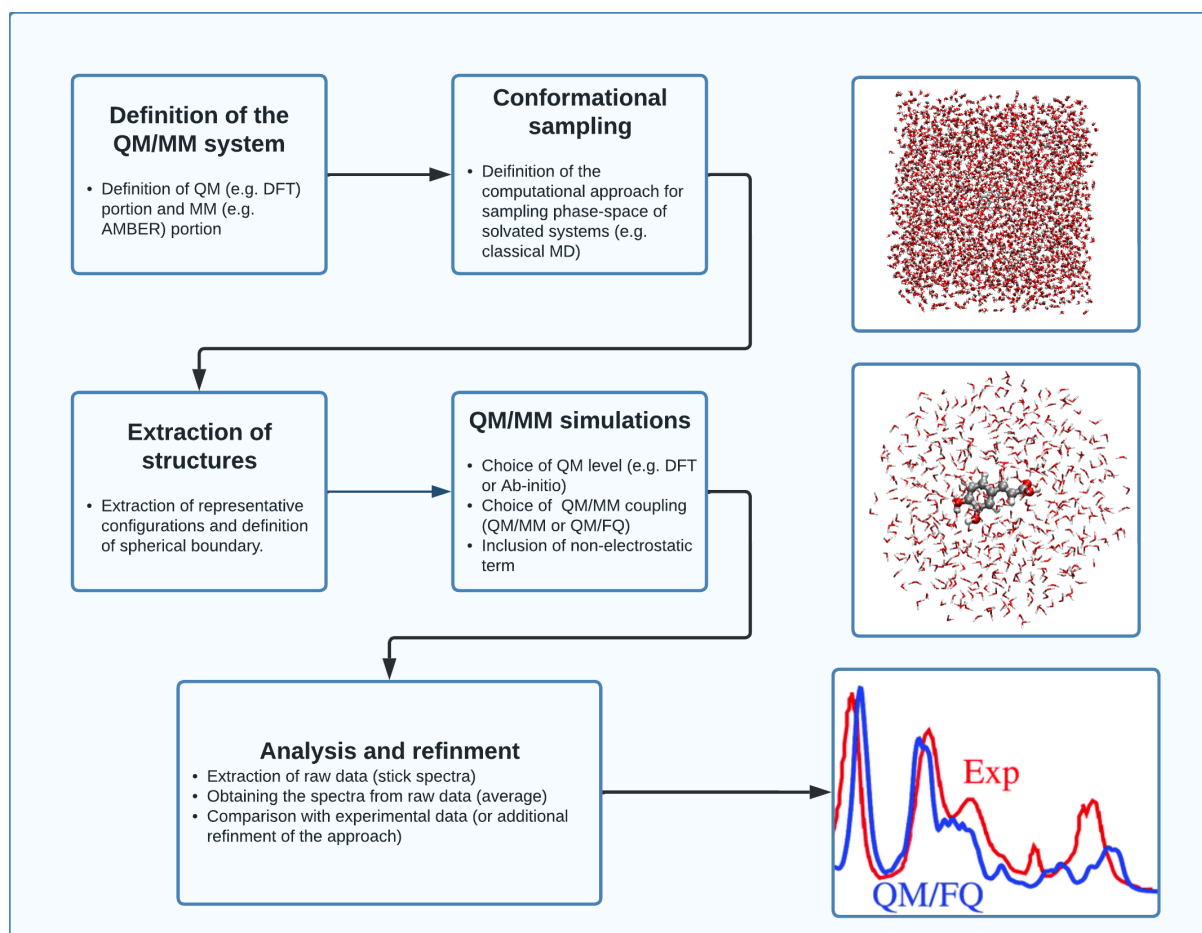 Definition of the
QM/MM system
• Definition of QM (e.g. DFT)
portion and MM (e.g.
AMBER) portion
Conformational
sampling
• Deifinition of the
computational approach for
sampling phase-space of
solvated systems (e.g.
classical MD)
Extraction of
structures
• Extraction of representative
configurations and definition
of spherical boundary.
QM/MM simulations
• Choice of QM level (e.g. DFT
or Ab-initio)
• Choice of QM/MM coupling
(QM/MM or QM/FQ)
• Inclusion of non-electrostatic
term
Analysis and refinment
• Extraction of raw data (stick spectra)
• Obtaining the spectra from raw data (average)
• Comparison with experimental data (or additional
refinment of the approach)
Exp
QM/FQ